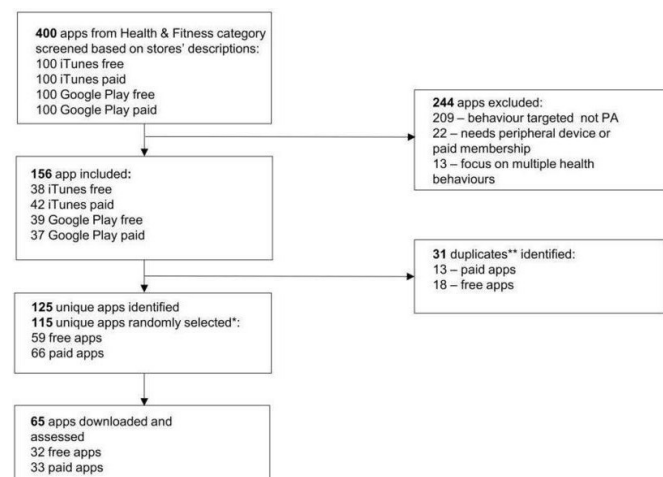 400 apps from Health & Fitness category
screened based on stores' descriptions:
100 iTunes free
100 iTunes paid
100 Google Play free
100 Google Play paid
244 apps excluded:
209 – behaviour targeted not PA
22 – needs peripheral device or
paid membership
13 – focus on multiple health
behaviours
156 app included:
38 iTunes free
42 iTunes paid
39 Google Play free
37 Google Play paid
31 duplicates** identified:
13 – paid apps
18 – free apps
125 unique apps identified
115 unique apps randomly selected*:
59 free apps
66 paid apps
65 apps downloaded and
assessed
32 free apps
33 paid apps